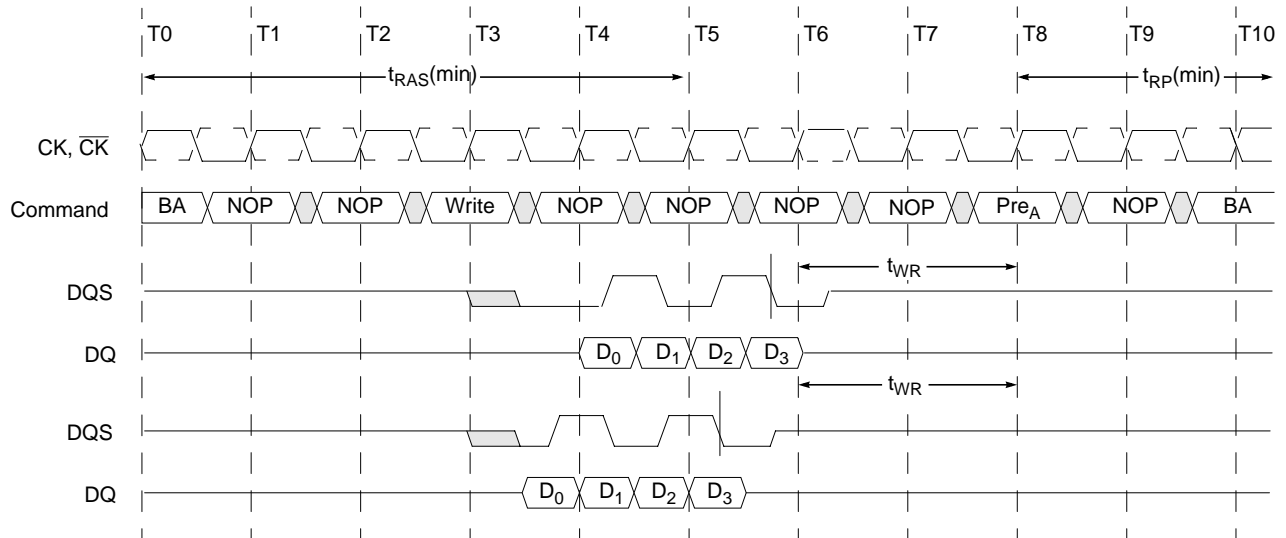 T0 T1 T2 T3 T4 T5 T6 T7 T8 T9 T10
tRAS(min) tRP(min)
CK, C̅K̅
Command BA NOP NOP Write NOP NOP NOP NOP PreA NOP BA
tWR
DQS
DQ D0 D1 D2 D3
tWR
DQS
DQ D0 D1 D2 D3